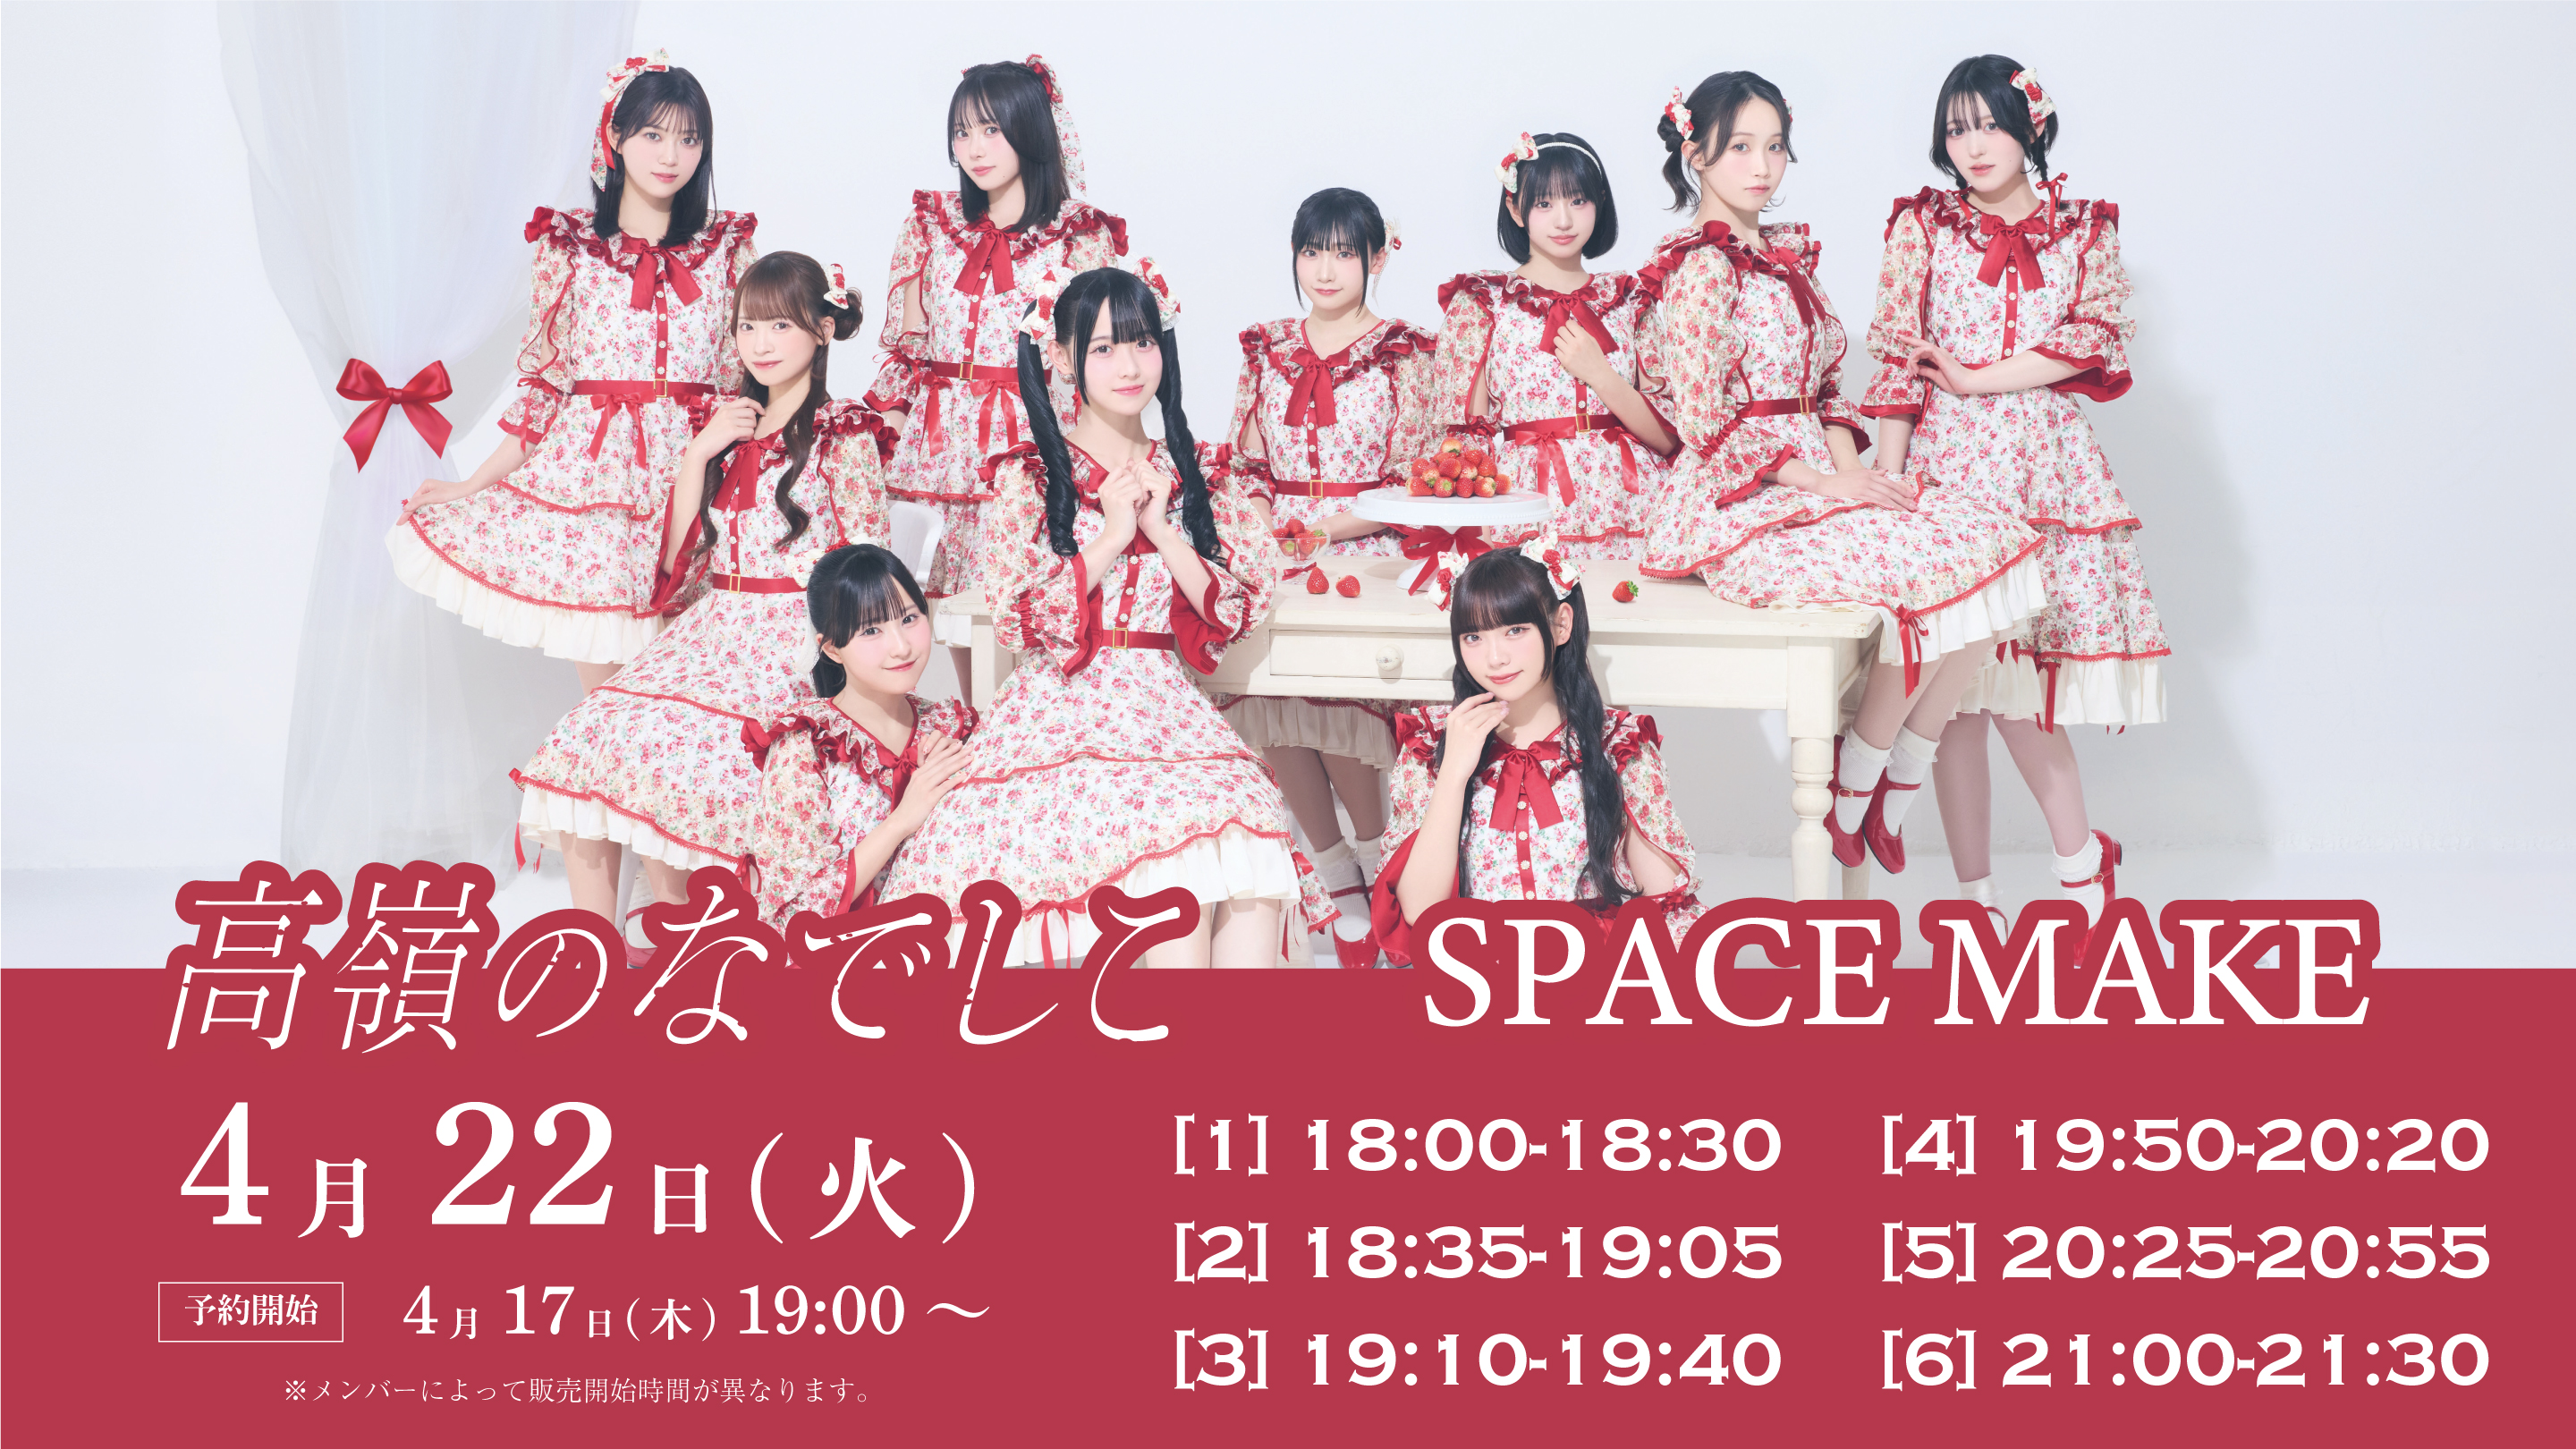 高嶺のなでしこ SPACE MAKE
4月22日(火)
予約開始 4月17日(木) 19:00～
※メンバーによって販売開始時間が異なります。
[1] 18:00-18:30
[2] 18:35-19:05
[3] 19:10-19:40
[4] 19:50-20:20
[5] 20:25-20:55
[6] 21:00-21:30